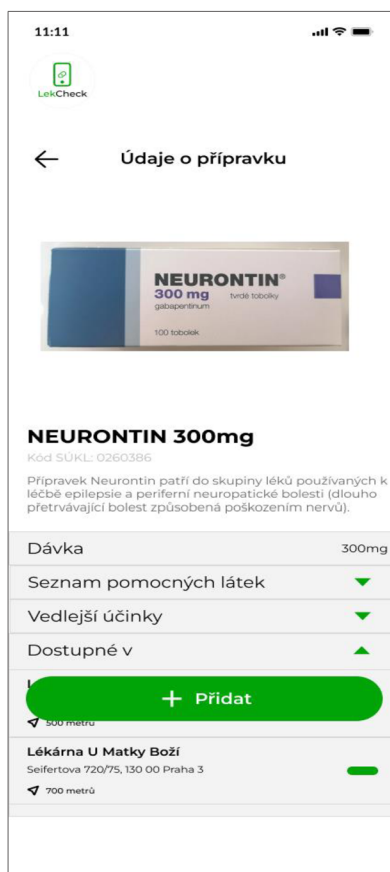 11:11
LekCheck
Údaje o přípravku
NEURONTIN®
300 mg tvrdé tobolky
gabapentinum
100 tobolek
NEURONTIN 300mg
Kód SÚKL: 0260386
Přípravek Neurontin patří do skupiny léků používaných k
léčbě epilepsie a periferní neuropatické bolesti (dlouho
přetrvávající bolest způsobená poškozením nervů).
Dávka 300mg
Seznam pomocných látek
Vedlejší účinky
Dostupné v
+ Přidat
500 metrů
Lékárna U Matky Boží
Seifertova 720/75, 130 00 Praha 3
700 metrů